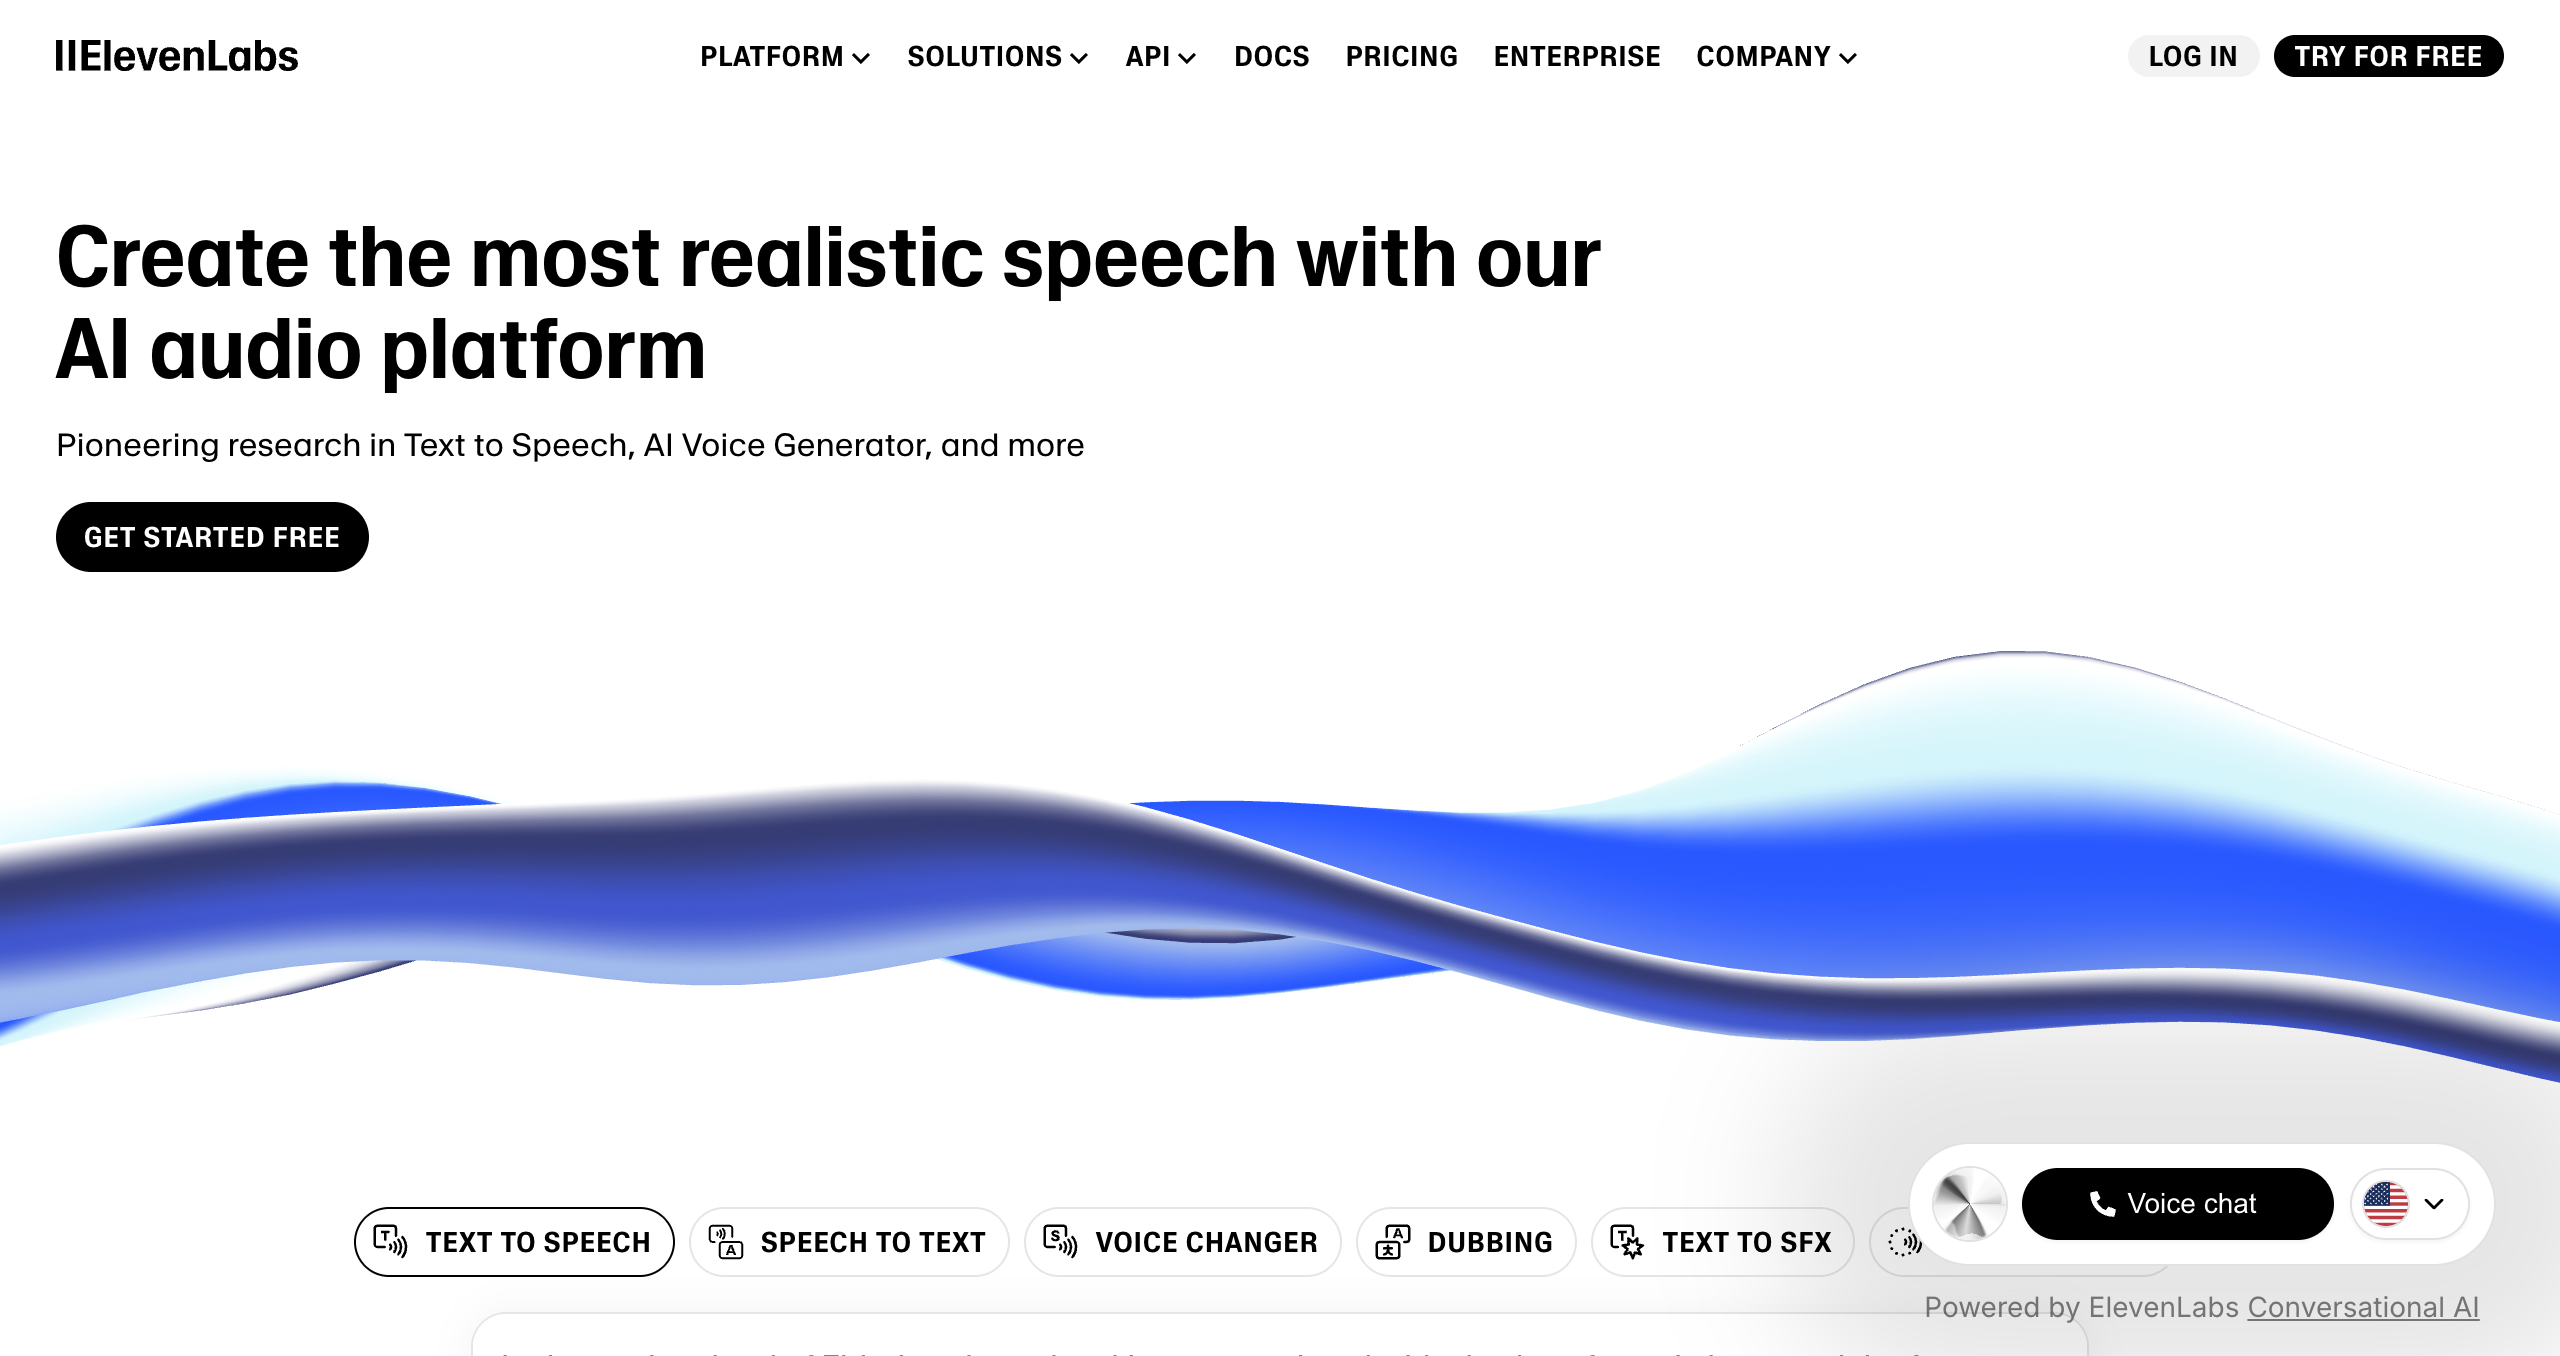 IIElevenLabs
PLATFORM
SOLUTIONS
API
DOCS
PRICING
ENTERPRISE
COMPANY
LOG IN
TRY FOR FREE
Create the most realistic speech with our
AI audio platform
Pioneering research in Text to Speech, AI Voice Generator, and more
GET STARTED FREE
TEXT TO SPEECH
SPEECH TO TEXT
VOICE CHANGER
DUBBING
TEXT TO SFX
Voice chat
Powered by ElevenLabs Conversational AI